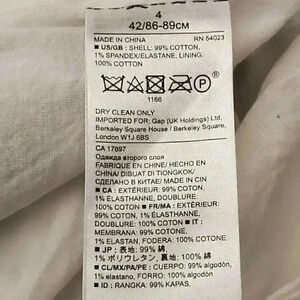 4
42/86-89CM
MADE IN CHINA RN 54023
■ US/GB : SHELL: 99% COTTON,
1% SPANDEX/ELASTANE, LINING:
100% COTTON
P
1166
DRY CLEAN ONLY
IMPORTED FOR: Gap (UK Holdings) Ltd,
Berkeley Square House / Berkeley Square,
London W1J 6BS
CA 17897
Одежда второго слоя
FABRIQUE EN CHINE/ HECHO EN
CHINA/ DIBUAT DI TIONGKOK/
СДЕЛАНО В КИТАЕ/ MADE IN CIN
■ CA : EXTÉRIEUR: 99% COTON,
1% ÉLASTHANNE, DOUBLURE:
100% COTON ■ FR/MA : EXTÉRIEUR:
99% COTON, 1% ÉLASTHANNE,
DOUBLURE: 100% COTON ■ IT :
MEMBRANA: 99% COTONE,
1% ELASTAN, FODERA: 100% COTONE
■ JP : 表地: 99% 綿,
1% ポリウレタン, 裏地: 100% 綿
■ CL/MX/PA/PE : CUERPO: 99% algodón,
1% elastano, FORRO: 100% algodón
■ ID : RANGKA: 99% KAPAS,